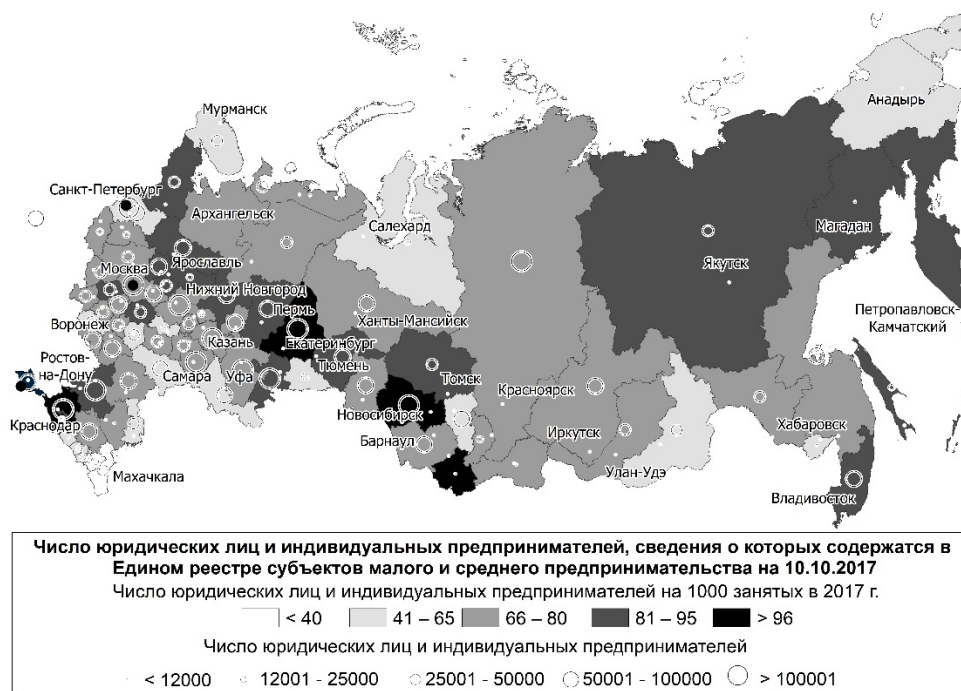 Мурманск
Анадырь
Санкт-Петербург
Архангельск
Салехард
Магадан
Якутск
Москва
Ярославль
Нижний Новгород
Пермь
Ханты-Мансийск
Петропавловск-
Камчатский
Воронеж
Казань
Екатеринбург
Тюмень
Ростов-
на-Дону
Самара
Уфа
Томск
Красноярск
Новосибирск
Краснодар
Барнаул
Иркутск
Хабаровск
Махачкала
Улан-Удэ
Владивосток
Число юридических лиц и индивидуальных предпринимателей, сведения о которых содержатся в
Едином реестре субъектов малого и среднего предпринимательства на 10.10.2017
Число юридических лиц и индивидуальных предпринимателей на 1000 занятых в 2017 г.
< 40 41 – 65 66 – 80 81 – 95 > 96
Число юридических лиц и индивидуальных предпринимателей
< 12000 12001 - 25000 25001 - 50000 50001 - 100000 > 100001